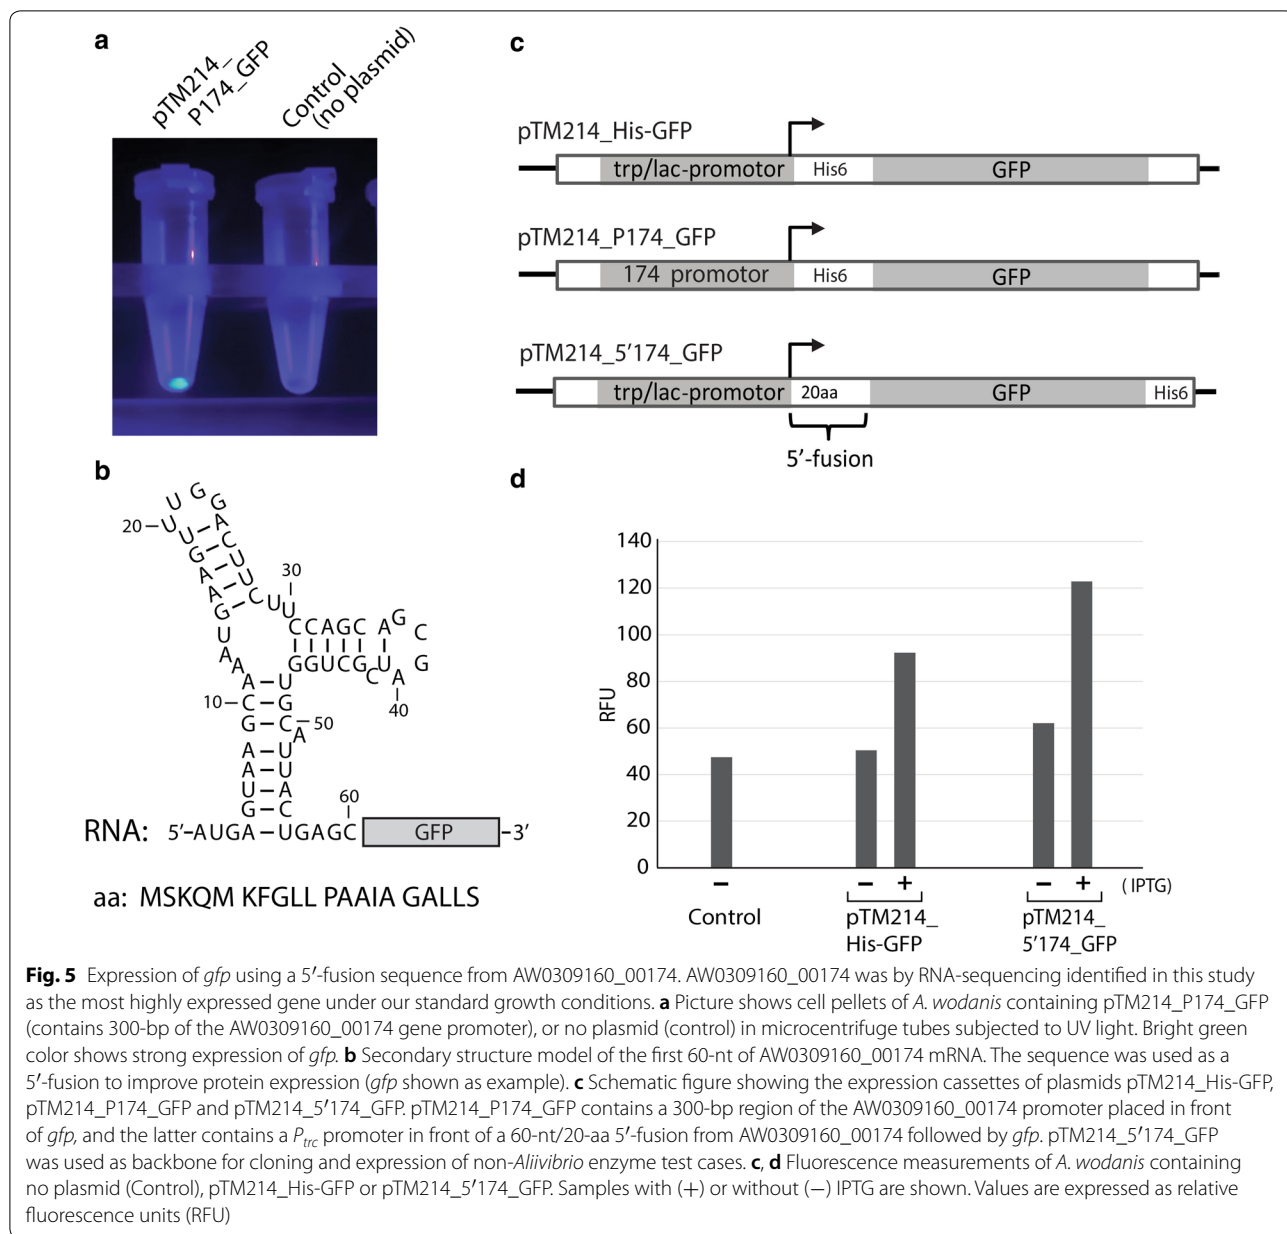 a
pTM214_
P174_GFP
Control
(no plasmid)
b
20
U G G
30
10
50
40
60
RNA: 5′–AUGA–UGAGC GFP –3′
aa: MSKQM KFGLL PAAIA GALLS
c
pTM214_His-GFP
trp/lac-promotor His6 GFP
pTM214_P174_GFP
174 promotor His6 GFP
pTM214_5′174_GFP
trp/lac-promotor 20aa GFP His6
5′-fusion
d
140
120
100
80
60
40
20
0
RFU
− − + − + (IPTG)
Control
pTM214_
His-GFP
pTM214_
5′174_GFP
Fig. 5 Expression of gfp using a 5′-fusion sequence from AW0309160_00174. AW0309160_00174 was by RNA-sequencing identified in this study
as the most highly expressed gene under our standard growth conditions. a Picture shows cell pellets of A. wodanis containing pTM214_P174_GFP
(contains 300-bp of the AW0309160_00174 gene promoter), or no plasmid (control) in microcentrifuge tubes subjected to UV light. Bright green
color shows strong expression of gfp. b Secondary structure model of the first 60-nt of AW0309160_00174 mRNA. The sequence was used as a
5′-fusion to improve protein expression (gfp shown as example). c Schematic figure showing the expression cassettes of plasmids pTM214_His-GFP,
pTM214_P174_GFP and pTM214_5′174_GFP. pTM214_P174_GFP contains a 300-bp region of the AW0309160_00174 promoter placed in front
of gfp, and the latter contains a Ptrc promoter in front of a 60-nt/20-aa 5′-fusion from AW0309160_00174 followed by gfp. pTM214_5′174_GFP
was used as backbone for cloning and expression of non-Aliivibrio enzyme test cases. c, d Fluorescence measurements of A. wodanis containing
no plasmid (Control), pTM214_His-GFP or pTM214_5′174_GFP. Samples with (+) or without (−) IPTG are shown. Values are expressed as relative
fluorescence units (RFU)